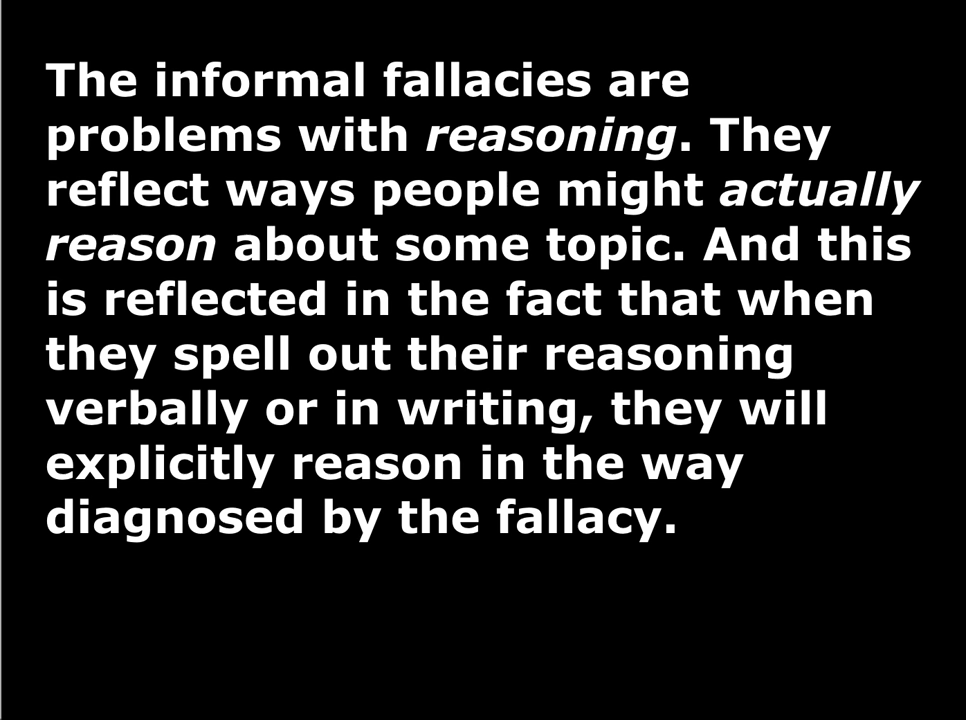 The informal fallacies are
problems with reasoning. They
reflect ways people might actually
reason about some topic. And this
is reflected in the fact that when
they spell out their reasoning
verbally or in writing, they will
explicitly reason in the way
diagnosed by the fallacy.